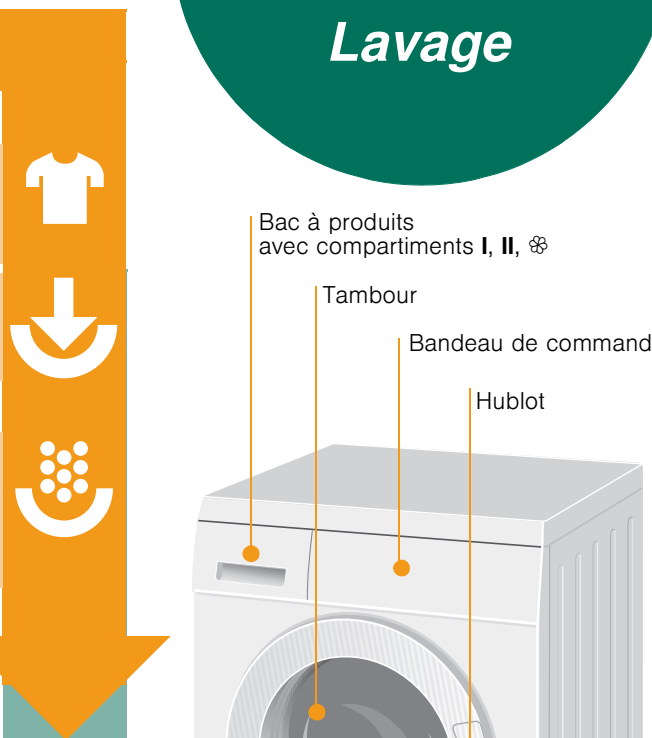 Lavage
Bac à produits
avec compartiments I, II, ❀
Tambour
Bandeau de command
Hublot